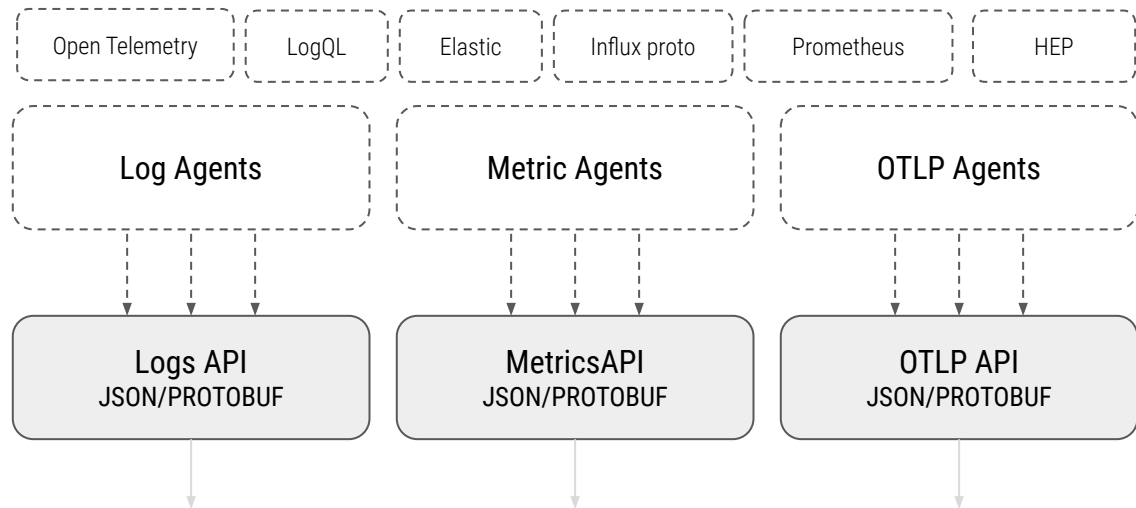 Open Telemetry
LogQL
Elastic
Influx proto
Prometheus
HEP
Log Agents
Metric Agents
OTLP Agents
Logs API
JSON/PROTOBUF
MetricsAPI
JSON/PROTOBUF
OTLP API
JSON/PROTOBUF